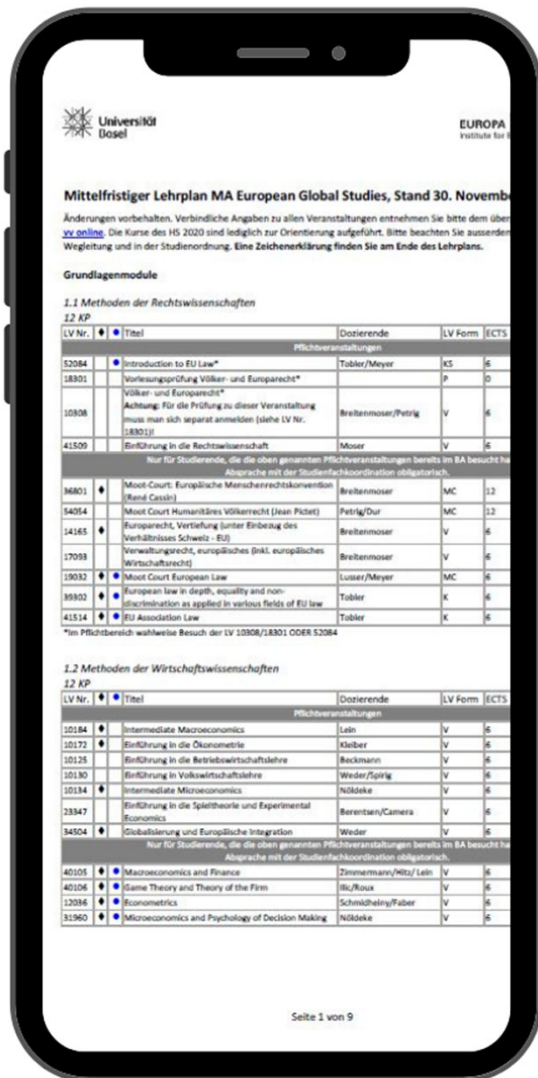 Universität
Basel
EUROPA
Institute for
Mittelfristiger Lehrplan MA European Global Studies, Stand 30. Novemb
Änderungen vorbehalten. Verbindliche Angaben zu allen Veranstaltungen entnehmen Sie bitte dem über
vv online. Die Kurse des HS 2020 sind lediglich zur Orientierung aufgeführt. Bitte beachten Sie ausserdem
Wegleitung und in der Studienordnung. Eine Zeichenerklärung finden Sie am Ende des Lehrplans.
Grundlagenmodule
1.1 Methoden der Rechtswissenschaften
12 KP
LV Nr. ♦ ● Titel Dozierende LV Form ECTS
Pflichtveranstaltungen
52084 ● Introduction to EU Law* Tobler/Meyer KS 6
18301 Vorlesungsprüfung Völker- und Europarecht* P 0
10308 Völker- und Europarecht* Breitenmoser/Petrig V 6
Achtung: Für die Prüfung zu dieser Veranstaltung
muss man sich separat anmelden (siehe LV Nr.
18301)!
41509 Einführung in die Rechtswissenschaft Moser V 6
Nur für Studierende, die die oben genannten Pflichtveranstaltungen bereits im BA besucht ha
Absprache mit der Studienfachkoordination obligatorisch.
36801 ♦ Moot-Court: Europäische Menschenrechtskonvention Breitenmoser MC 12
(René Cassin)
54054 Moot Court Humanitäres Völkerrecht (Jean Pictet) Petrig/Dur MC 12
14165 ♦ Europarecht, Vertiefung (unter Einbezug des Breitenmoser V 6
Verhältnisses Schweiz - EU)
17093 Verwaltungsrecht, europäisches (inkl. europäisches Breitenmoser V 6
Wirtschaftsrecht)
19032 ♦ ● Moot Court European Law Lusser/Meyer MC 6
39302 ♦ ● European law in depth, equality and non- Tobler K 6
discrimination as applied in various fields of EU law
41514 ♦ ● EU Association Law Tobler K 6
*Im Pflichtbereich wahlweise Besuch der LV 10308/18301 ODER 52084
1.2 Methoden der Wirtschaftswissenschaften
12 KP
LV Nr. ♦ ● Titel Dozierende LV Form ECTS
Pflichtveranstaltungen
10184 ♦ Intermediate Macroeconomics Lein V 6
10172 ♦ Einführung in die Ökonometrie Kleiber V 6
10125 Einführung in die Betriebswirtschaftslehre Beckmann V 6
10130 Einführung in Volkswirtschaftslehre Weder/Spirig V 6
10134 ♦ Intermediate Microeconomics Nöldeke V 6
23347 Einführung in die Spieltheorie und Experimental Berentsen/Camera V 6
Economics
34504 ♦ Globalisierung und Europäische Integration Weder V 6
Nur für Studierende, die die oben genannten Pflichtveranstaltungen bereits im BA besucht ha
Absprache mit der Studienfachkoordination obligatorisch.
40105 ♦ ● Macroeconomics and Finance Zimmermann/Hitz/ Lein V 6
40106 ♦ ● Game Theory and Theory of the Firm Ilic/Roux V 6
12036 ♦ ● Econometrics Schmidheiny/Faber V 6
31960 ♦ ● Microeconomics and Psychology of Decision Making Nöldeke V 6
Seite 1 von 9